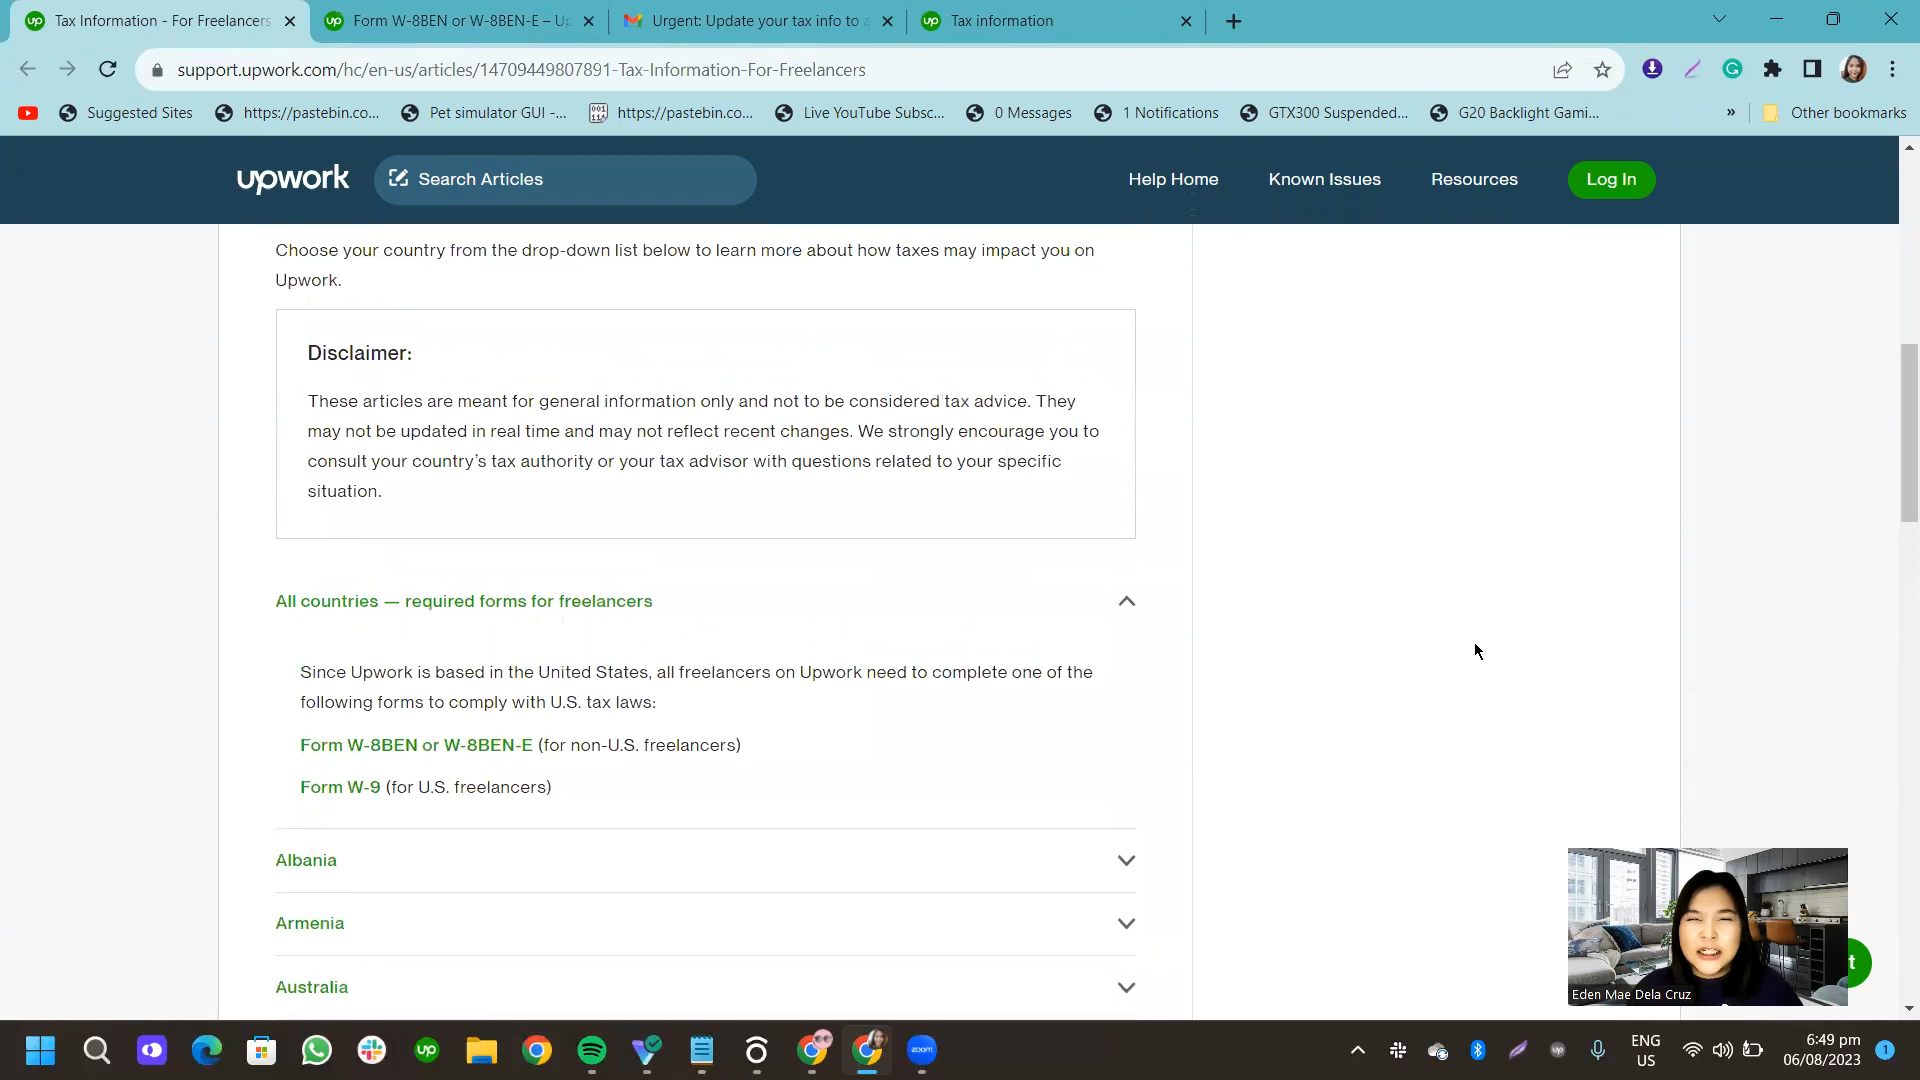 Tax Information - For Freelancers
Form W-8BEN or W-8BEN-E – Up
Urgent: Update your tax info to a
Tax information
support.upwork.com/hc/en-us/articles/14709449807891-Tax-Information-For-Freelancers
Suggested Sites
https://pastebin.co...
Pet simulator GUI -...
https://pastebin.co...
Live YouTube Subsc...
0 Messages
1 Notifications
GTX300 Suspended...
G20 Backlight Gami...
»
Other bookmarks
upwork
Search Articles
Help Home
Known Issues
Resources
Log In
Choose your country from the drop-down list below to learn more about how taxes may impact you on
Upwork.
Disclaimer:
These articles are meant for general information only and not to be considered tax advice. They
may not be updated in real time and may not reflect recent changes. We strongly encourage you to
consult your country's tax authority or your tax advisor with questions related to your specific
situation.
All countries — required forms for freelancers
Since Upwork is based in the United States, all freelancers on Upwork need to complete one of the
following forms to comply with U.S. tax laws:
Form W-8BEN or W-8BEN-E (for non-U.S. freelancers)
Form W-9 (for U.S. freelancers)
Albania
Armenia
Australia
Eden Mae Dela Cruz
t
up
zoom
ENG
US
6:49 pm
06/08/2023
1